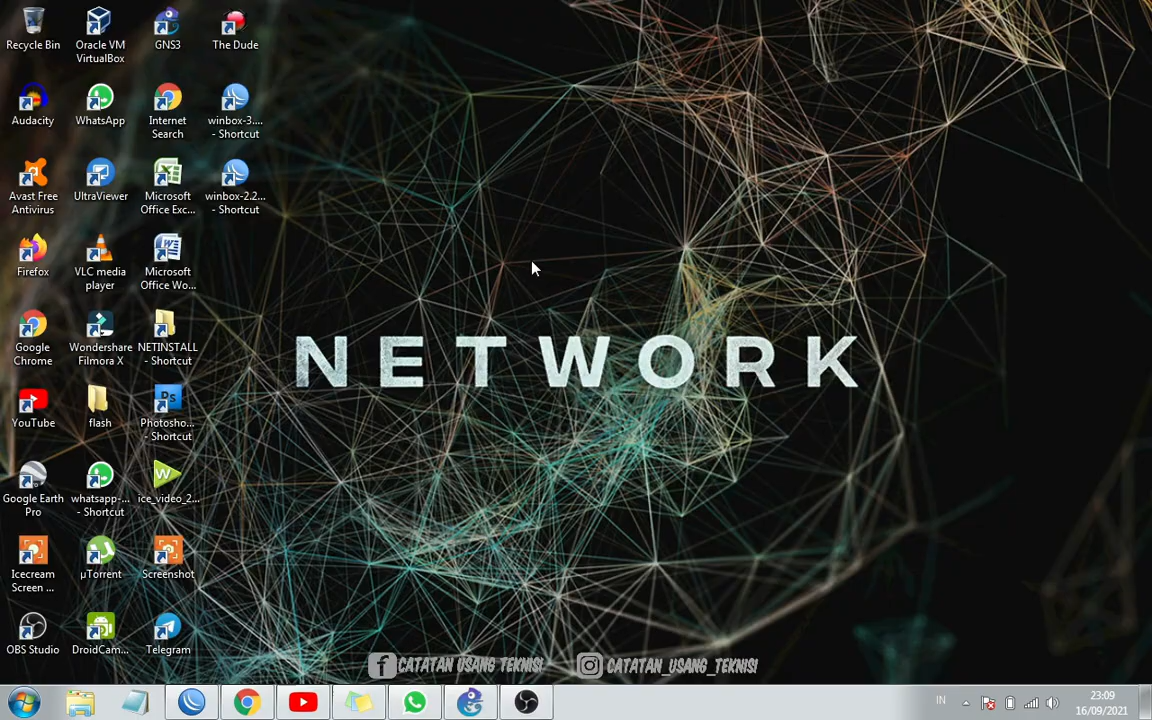 Recycle Bin
Oracle VM
VirtualBox
GNS3
The Dude
Audacity
WhatsApp
Internet
Search
winbox-3....
- Shortcut
Avast Free
Antivirus
UltraViewer
Microsoft
Office Exc...
winbox-2.2...
- Shortcut
Firefox
VLC media
player
Microsoft
Office Wo...
Google
Chrome
Wondershare
Filmora X
NETINSTALL
- Shortcut
NETWORK
YouTube
flash
Ps
Photosho...
- Shortcut
Google Earth
Pro
whatsapp-...
- Shortcut
W
ice_video_2...
Icecream
Screen ...
µTorrent
Screenshot
OBS Studio
DroidCam...
Telegram
f CATATAN USANG TEKNISI
CATATAN_USANG_TEKNISI
IN
23:09
16/09/2021